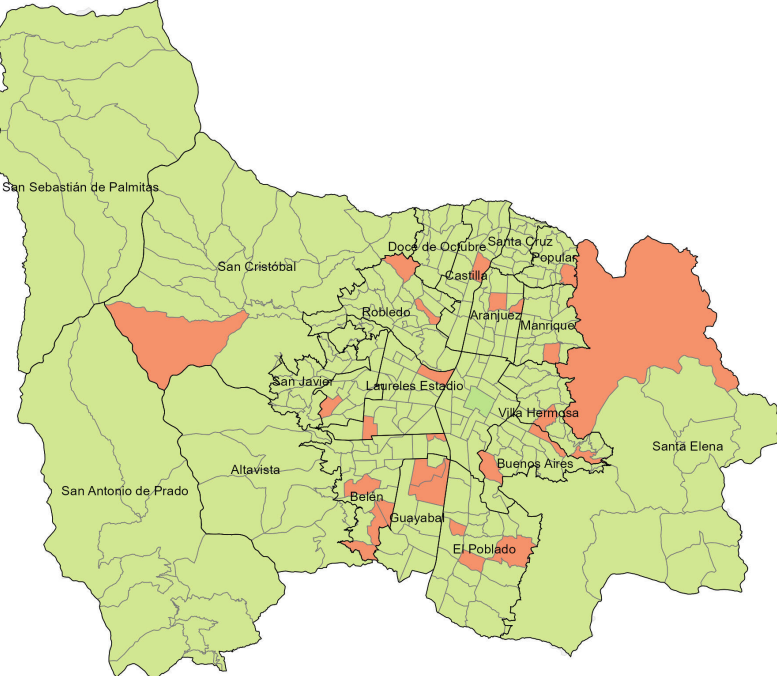 San Sebastián de Palmitas
Doce de Octubre
Santa Cruz
Popular
San Cristóbal
Castilla
Robledo
Aranjuez
Manrique
San Javier
Laureles Estadio
Villa Hermosa
Santa Elena
Altavista
Buenos Aires
San Antonio de Prado
Belén
Guayabal
El Poblado